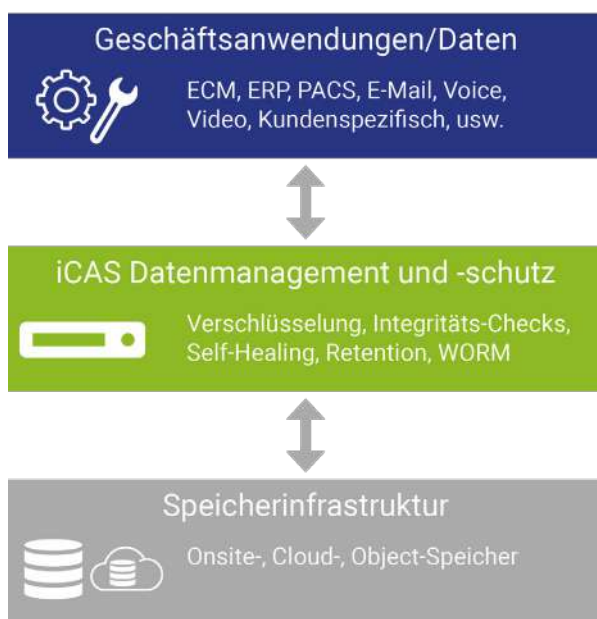 Geschäftsanwendungen/Daten
ECM, ERP, PACS, E-Mail, Voice,
Video, Kundenspezifisch, usw.
iCAS Datenmanagement und -schutz
Verschlüsselung, Integritäts-Checks,
Self-Healing, Retention, WORM
Speicherinfrastruktur
Onsite-, Cloud-, Object-Speicher